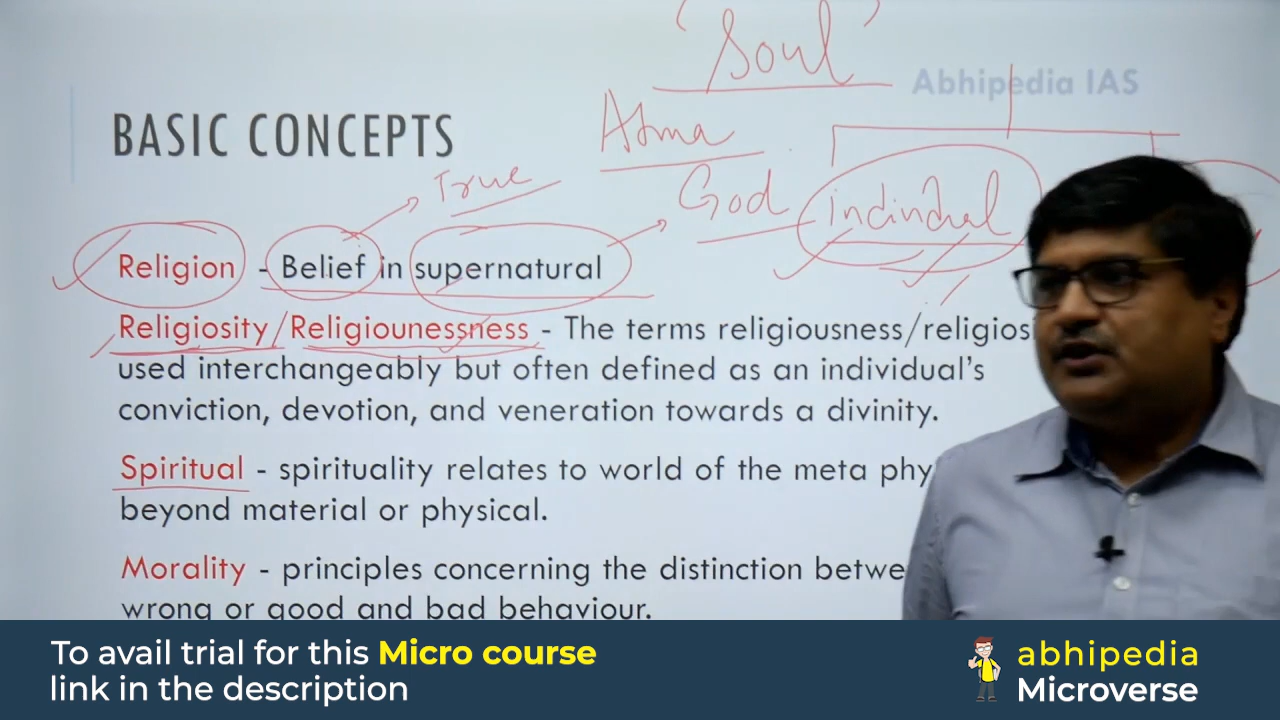 "Soul"
Abhipedia IAS
BASIC CONCEPTS
Atma
True
God
individual
Religion - Belief in supernatural
Religiosity/Religiounessness - The terms religiousness/religiosi
used interchangeably but often defined as an individual's
conviction, devotion, and veneration towards a divinity.
Spiritual - spirituality relates to world of the meta phy
beyond material or physical.
Morality - principles concerning the distinction betwe
wrong or good and bad behaviour.
To avail trial for this Micro course
link in the description
abhipedia
Microverse